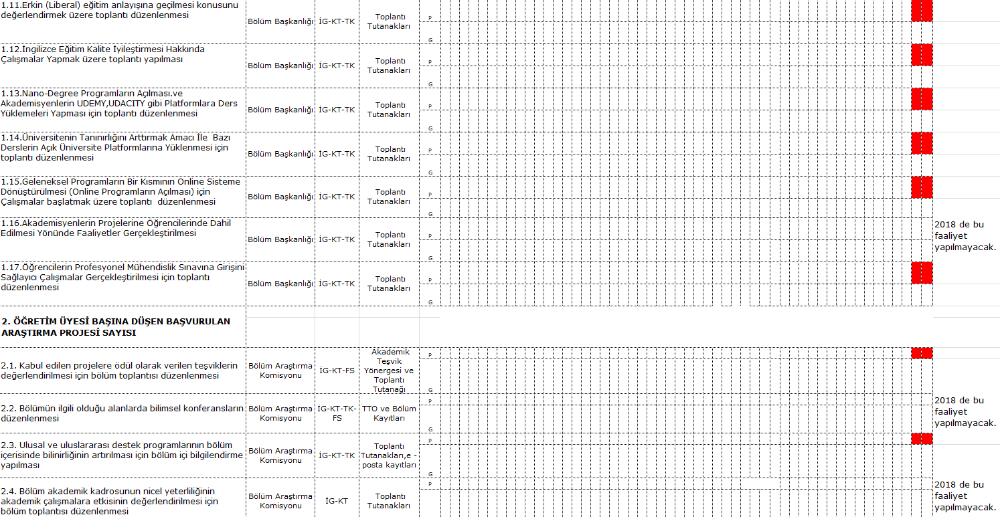 1.11.Erkin (Liberal) eğitim anlayışına geçilmesi konusunu
değerlendirmek üzere toplantı düzenlenmesi
Bölüm Başkanlığı
İG-KT-TK
Toplantı
Tutanakları
P
G
1.12.İngilizce Eğitim Kalite İyileştirmesi Hakkında
Çalışmalar Yapmak üzere toplantı yapılması
Bölüm Başkanlığı
İG-KT-TK
Toplantı
Tutanakları
P
G
1.13.Nano-Degree Programların Açılması.ve
Akademisyenlerin UDEMY,UDACITY gibi Platformlara Ders
Yüklemeleri Yapması için toplantı düzenlenmesi
Bölüm Başkanlığı
İG-KT-TK
Toplantı
Tutanakları
P
G
1.14.Üniversitenin Tanınırlığını Arttırmak Amacı İle  Bazı
Derslerin Açık Üniversite Platformlarına Yüklenmesi için
toplantı düzenlenmesi
Bölüm Başkanlığı
İG-KT-TK
Toplantı
Tutanakları
P
G
1.15.Geleneksel Programların Bir Kısmının Online Sisteme
Dönüştürülmesi (Online Programların Açılması) için
Çalışmalar başlatmak üzere toplantı  düzenlenmesi
Bölüm Başkanlığı
İG-KT-TK
Toplantı
Tutanakları
P
G
1.16.Akademisyenlerin Projelerine Öğrencilerinde Dahil
Edilmesi Yönünde Faaliyetler Gerçekleştirilmesi
Bölüm Başkanlığı
İG-KT-TK
Toplantı
Tutanakları
P
G
2018 de bu
faaliyet
yapılmayacak.
1.17.Öğrencilerin Profesyonel Mühendislik Sınavına Girişini
Sağlayıcı Çalışmalar Gerçekleştirilmesi için toplantı
düzenlenmesi
Bölüm Başkanlığı
İG-KT-TK
Toplantı
Tutanakları
P
G
2. ÖĞRETİM ÜYESİ BAŞINA DÜŞEN BAŞVURULAN
ARAŞTIRMA PROJESİ SAYISI
2.1. Kabul edilen projelere ödül olarak verilen teşviklerin
değerlendirilmesi için bölüm toplantısı düzenlenmesi
Bölüm Araştırma
Komisyonu
İG-KT-FS
Akademik
Teşvik
Yönergesi ve
Toplantı
Tutanağı
P
G
2.2. Bölümün ilgili olduğu alanlarda bilimsel konferansların
düzenlenmesi
Bölüm Araştırma
Komisyonu
İG-KT-TK-
FS
TTO ve Bölüm
Kayıtları
P
G
2018 de bu
faaliyet
yapılmayacak.
2.3. Ulusal ve uluslararası destek programlarının bölüm
içerisinde bilinirliğinin artırılması için bölüm içi bilgilendirme
yapılması
Bölüm Araştırma
Komisyonu
İG-KT-TK
Toplantı
Tutanakları,e -
posta kayıtları
P
G
2.4. Bölüm akademik kadrosunun nicel yeterliliğinin
akademik çalışmalara etkisinin değerlendirilmesi için
bölüm toplantısı düzenlenmesi
Bölüm Araştırma
Komisyonu
İG-KT
Toplantı
Tutanakları
P
2018 de bu
faaliyet
yapılmayacak.